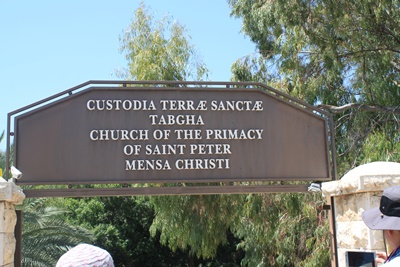 CUSTODIA TERRÆ SANCTÆ
TABGHA
CHURCH OF THE PRIMACY
OF SAINT PETER
MENSA CHRISTI